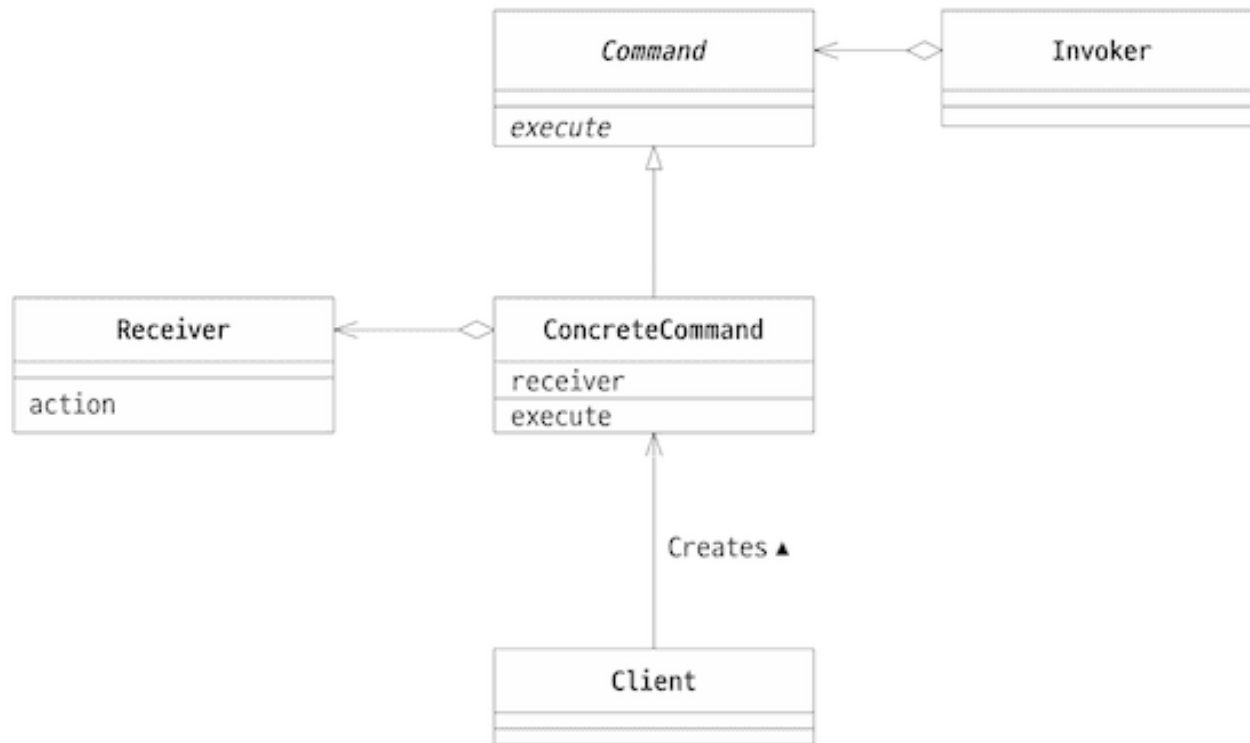 Command
Invoker
execute
Receiver
ConcreteCommand
receiver
action
execute
Creates ▲
Client